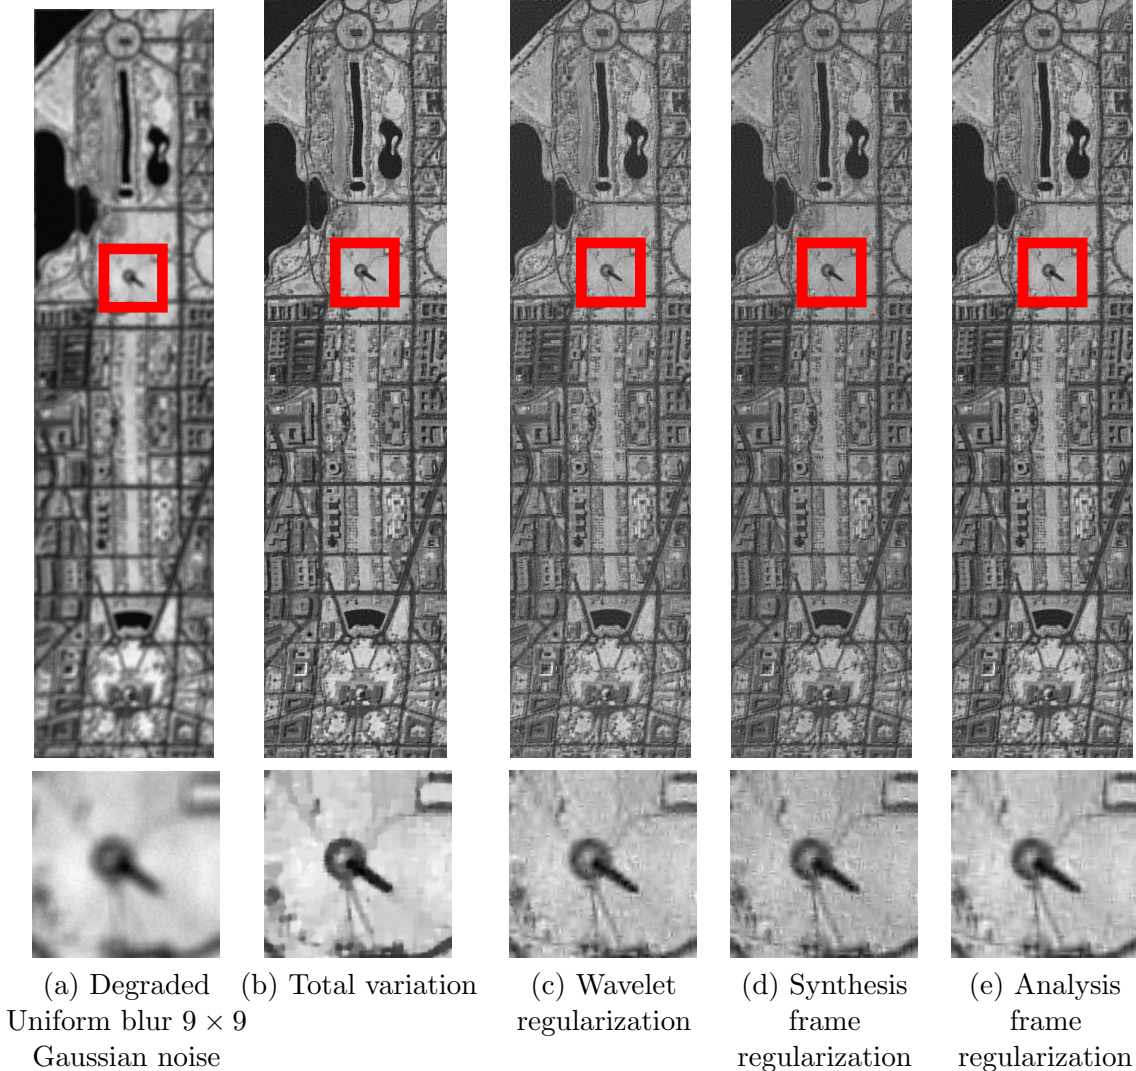 (a) Degraded
Uniform blur 9 × 9
Gaussian noise
(b) Total variation
(c) Wavelet
regularization
(d) Synthesis
frame
regularization
(e) Analysis
frame
regularization